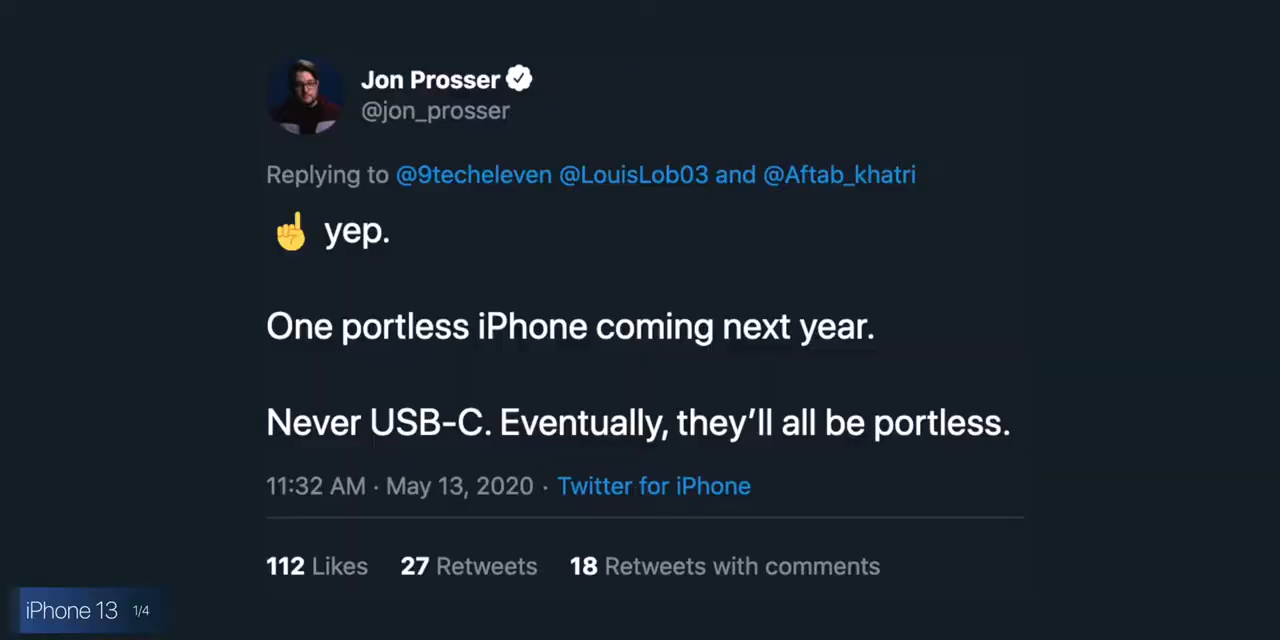 Jon Prosser
@jon_prosser
Replying to @9techeleven @LouisLob03 and @Aftab_khatri
☝️ yep.
One portless iPhone coming next year.
Never USB-C. Eventually, they’ll all be portless.
11:32 AM · May 13, 2020 · Twitter for iPhone
112 Likes 27 Retweets 18 Retweets with comments
iPhone 13 1/4